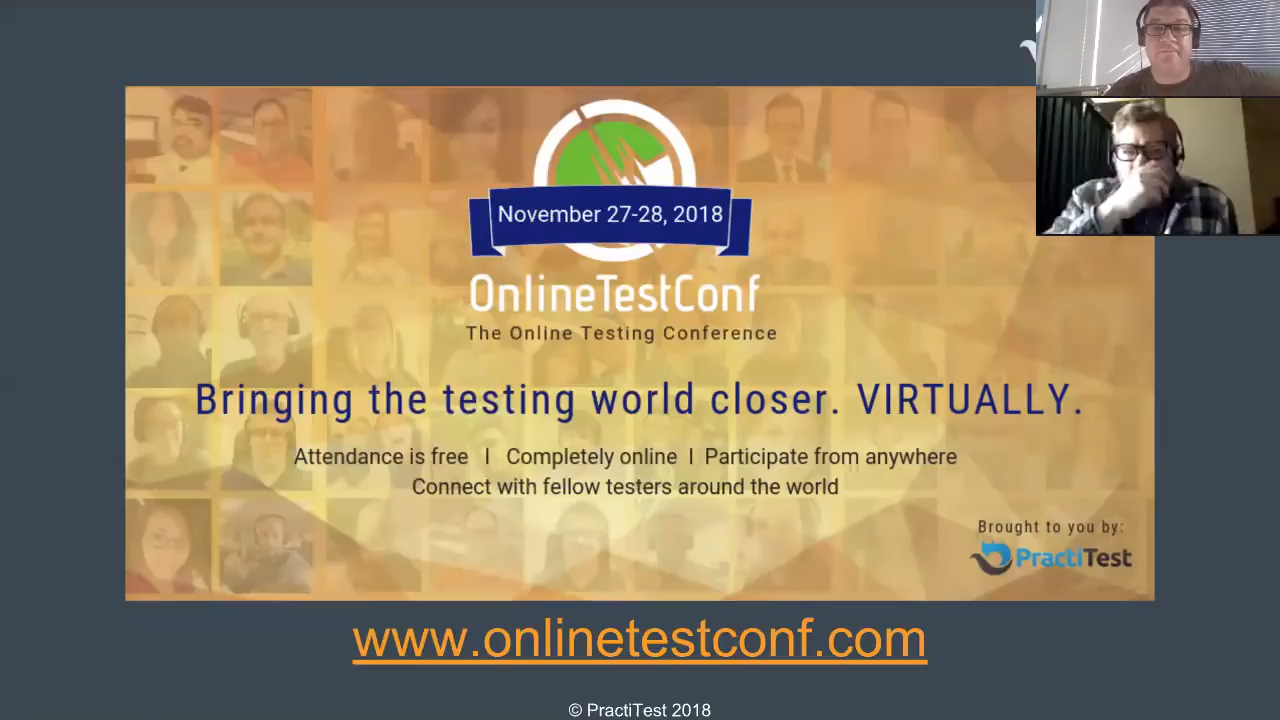 November 27-28, 2018
OnlineTestConf
The Online Testing Conference
Bringing the testing world closer. VIRTUALLY.
Attendance is free | Completely online | Participate from anywhere
Connect with fellow testers around the world
Brought to you by:
PractiTest
www.onlinetestconf.com
© PractiTest 2018